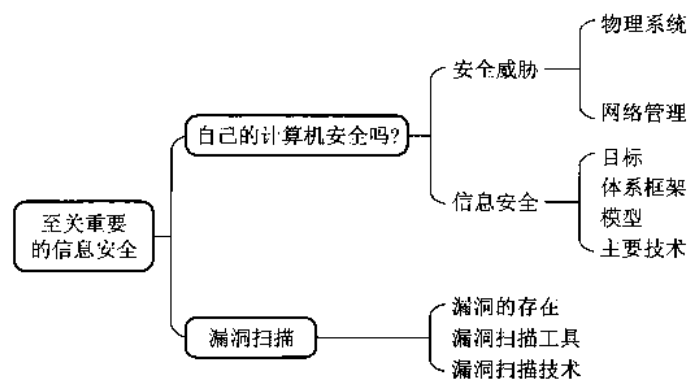 物理系统
安全威胁
网络管理
自己的计算机安全吗?
目标
体系框架
信息安全
模型
主要技术
至关重要
的信息安全
漏洞的存在
漏洞扫描
漏洞扫描工具
漏洞扫描技术